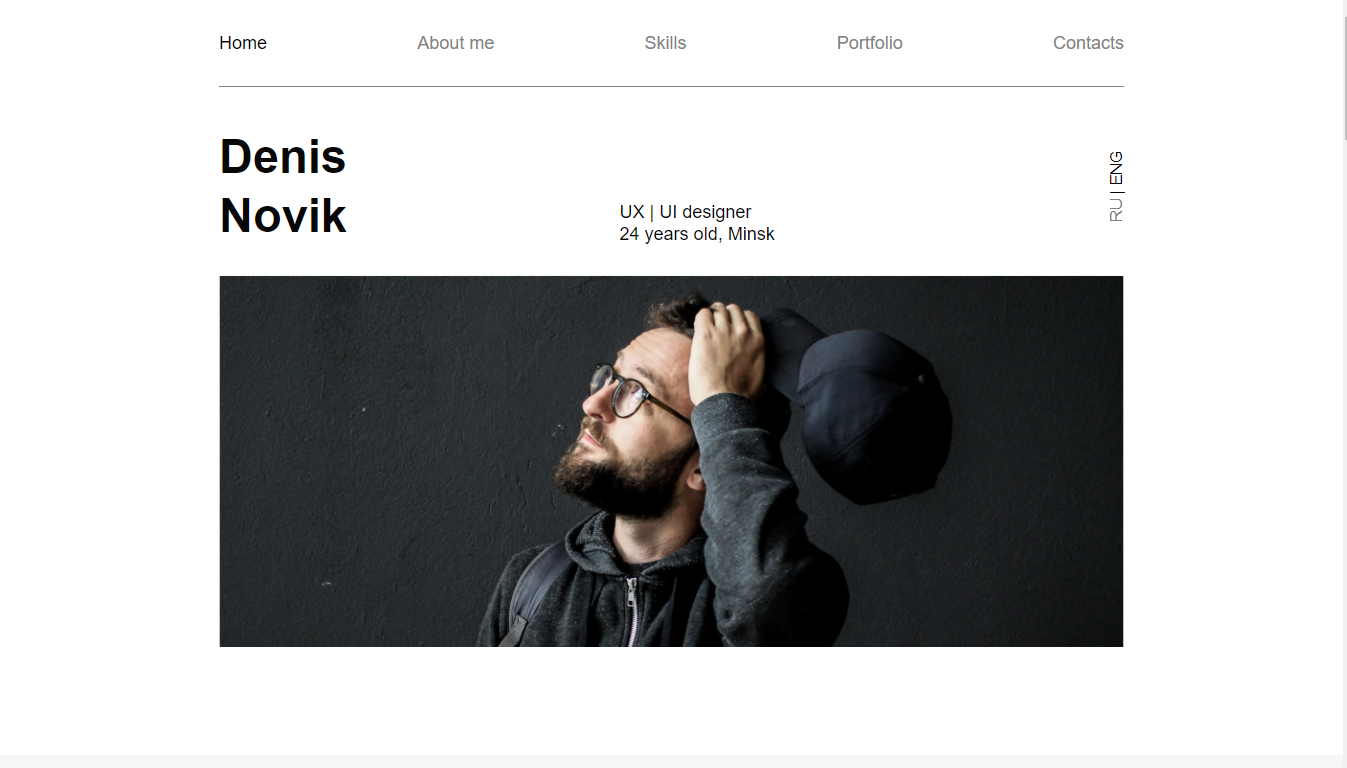 Home
About me
Skills
Portfolio
Contacts
Denis
Novik
UX | UI designer
24 years old, Minsk
RU | ENG